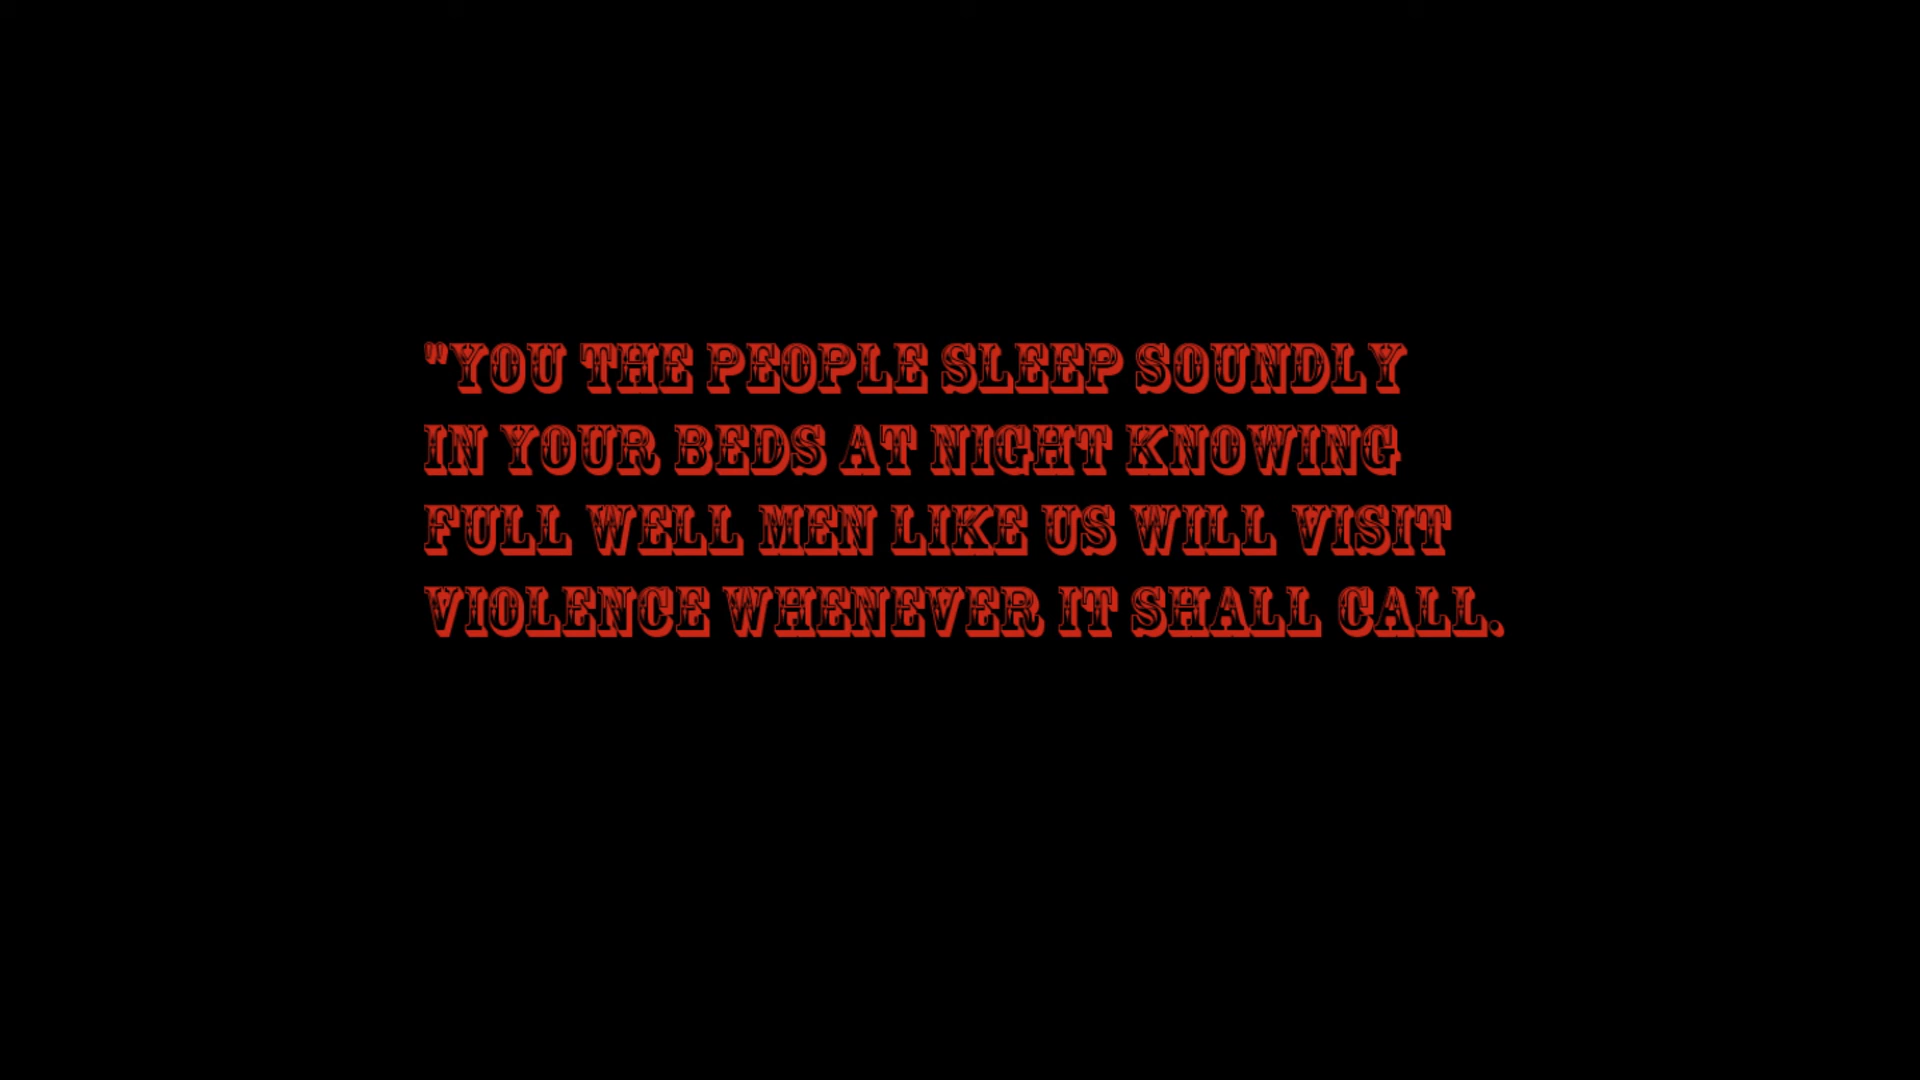 "YOU THE PEOPLE SLEEP SOUNDLY
IN YOUR BEDS AT NIGHT KNOWING
FULL WELL MEN LIKE US WILL VISIT
VIOLENCE WHENEVER IT SHALL CALL.